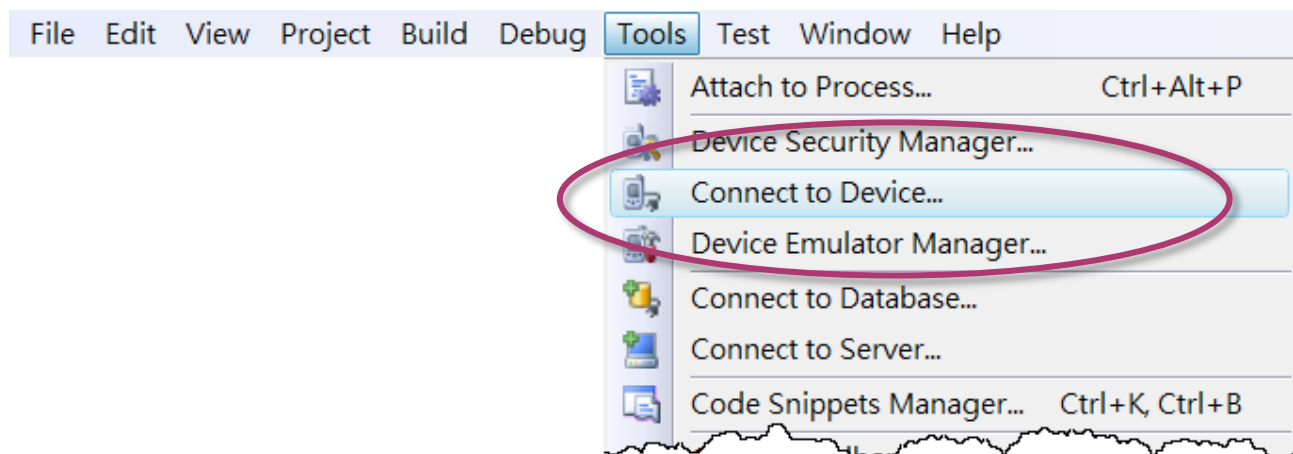 File Edit View Project Build Debug Tools Test Window Help
Attach to Process... Ctrl+Alt+P
Device Security Manager...
Connect to Device...
Device Emulator Manager...
Connect to Database...
Connect to Server...
Code Snippets Manager... Ctrl+K, Ctrl+B